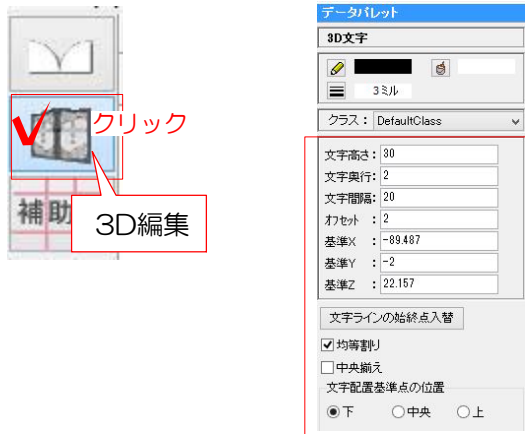 クリック
補助
3D編集
データパレット
3D文字
3ミル
クラス： DefaultClass
文字高さ： 30
文字奥行： 2
文字間隔： 20
オフセット ： 2
基準X ： -89.487
基準Y ： -2
基準Z ： 22.157
文字ラインの始終点入替
均等割り
中央揃え
文字配置基準点の位置
下 中央 上